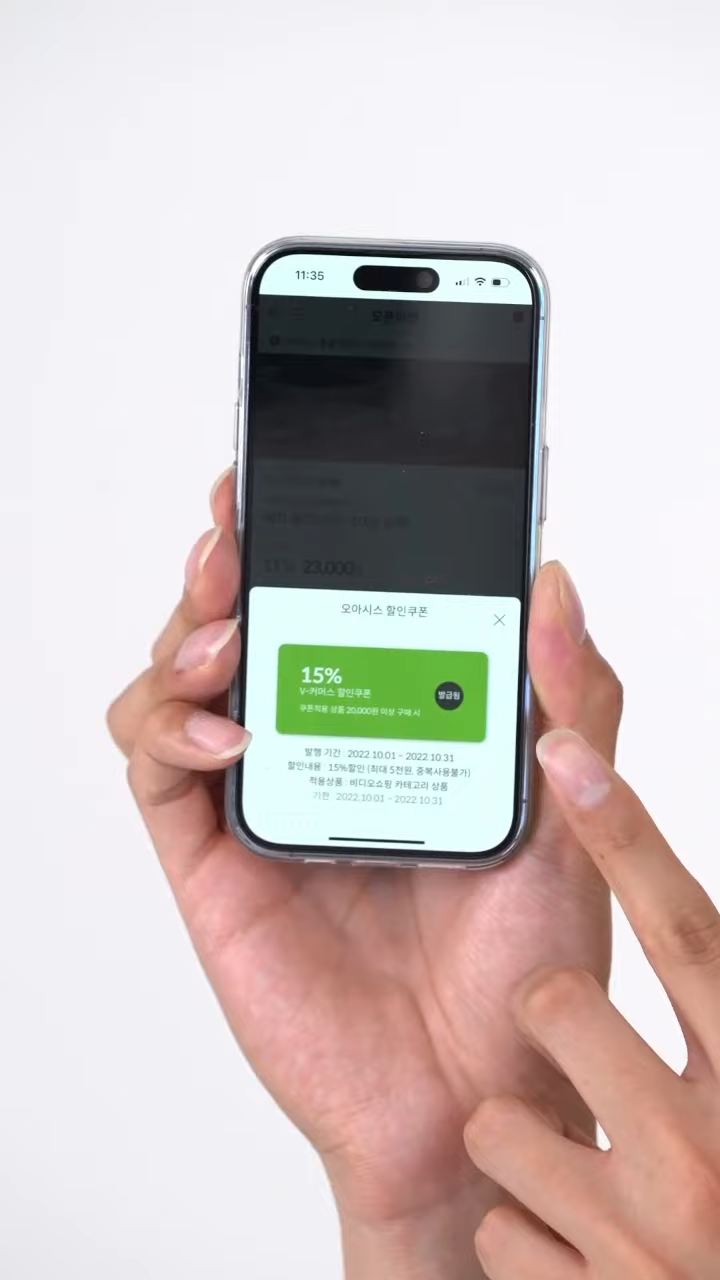 11:35
23,000
오아시스 할인쿠폰
15%
V-커머스 할인쿠폰
발급됨
쿠폰적용 상품 20,000원 이상 구매 시
발행 기간 : 2022.10.01 ~ 2022.10.31
할인내용 : 15%할인 (최대 5천원, 중복사용불가)
적용상품 : 비디오쇼핑 카테고리 상품
기한 : 2022.10.01 ~ 2022.10.31